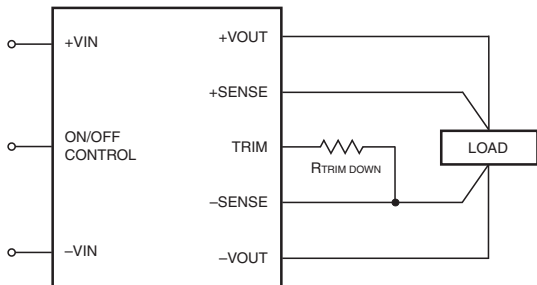 +VIN
+VOUT
+SENSE
ON/OFF
CONTROL
TRIM
RTRIM DOWN
LOAD
–SENSE
–VIN
–VOUT